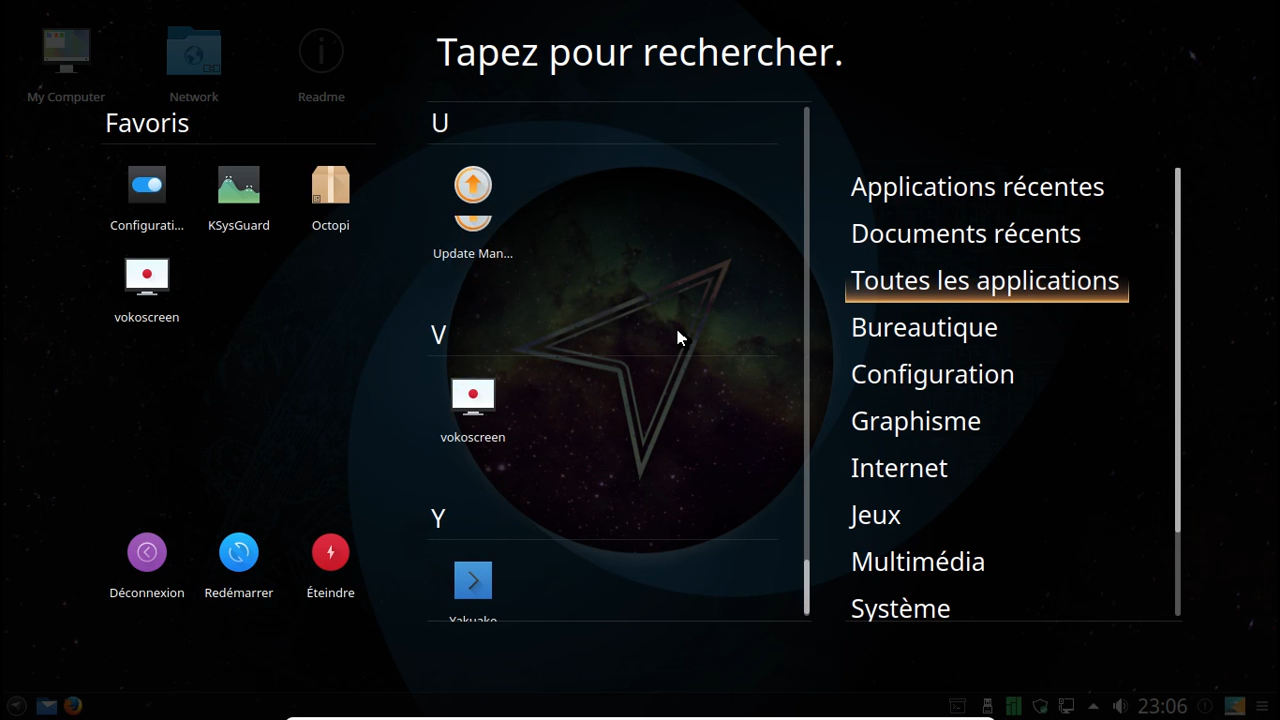 Tapez pour rechercher.
My Computer
Network
Readme
Favoris
Configurati...
KSysGuard
Octopi
vokoscreen
Déconnexion
Redémarrer
Éteindre
U
Update Man...
V
vokoscreen
Y
Yakuake
Applications récentes
Documents récents
Toutes les applications
Bureautique
Configuration
Graphisme
Internet
Jeux
Multimédia
Système
23:06